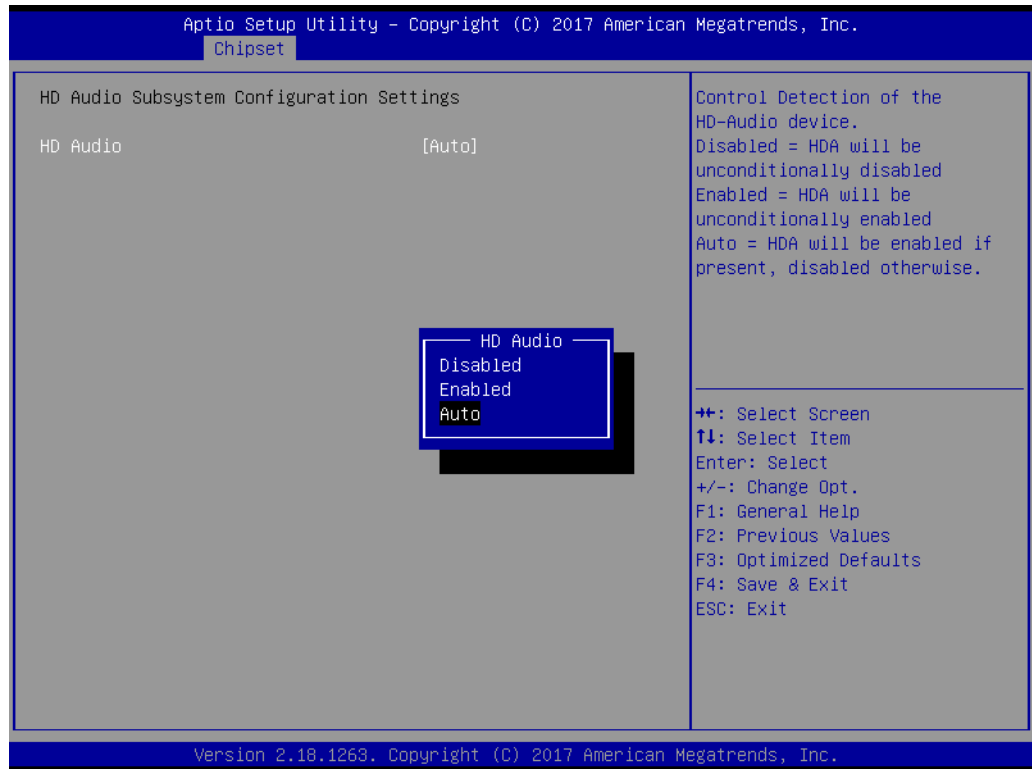 Aptio Setup Utility – Copyright (C) 2017 American Megatrends, Inc.
Chipset
HD Audio Subsystem Configuration Settings
HD Audio [Auto]
HD Audio
Disabled
Enabled
Auto
Control Detection of the
HD-Audio device.
Disabled = HDA will be
unconditionally disabled
Enabled = HDA will be
unconditionally enabled
Auto = HDA will be enabled if
present, disabled otherwise.
→←: Select Screen
↑↓: Select Item
Enter: Select
+/-: Change Opt.
F1: General Help
F2: Previous Values
F3: Optimized Defaults
F4: Save & Exit
ESC: Exit
Version 2.18.1263. Copyright (C) 2017 American Megatrends, Inc.